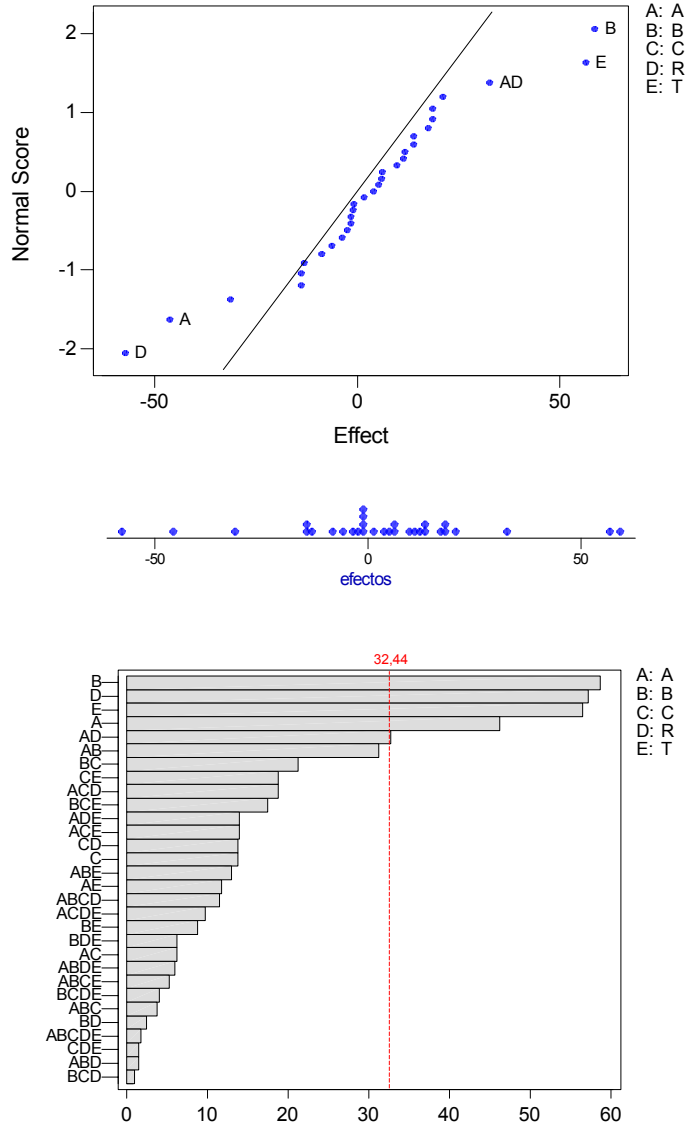 A: A
B: B
C: C
D: R
E: T
2
1
0
-1
-2
Normal Score
B
E
AD
A
D
-50
0
50
Effect
-50
0
50
efectos
32,44
A: A
B: B
C: C
D: R
E: T
B
D
E
A
AD
AB
BC
CE
ACD
BCE
ADE
ACE
CD
C
ABE
AE
ABCD
ACDE
BE
BDE
AC
ABDE
ABCE
BCDE
ABC
BD
ABCDE
CDE
ABD
BCD
0
10
20
30
40
50
60